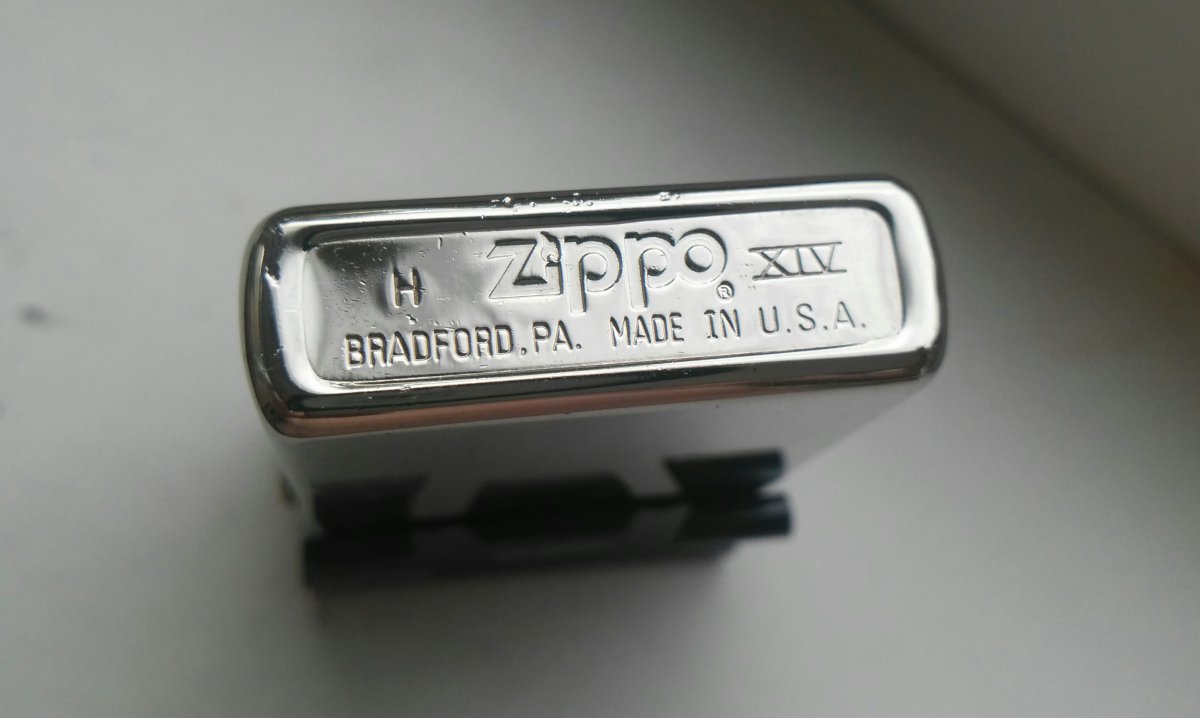 H Zippo® XIV
BRADFORD, PA. MADE IN U.S.A.